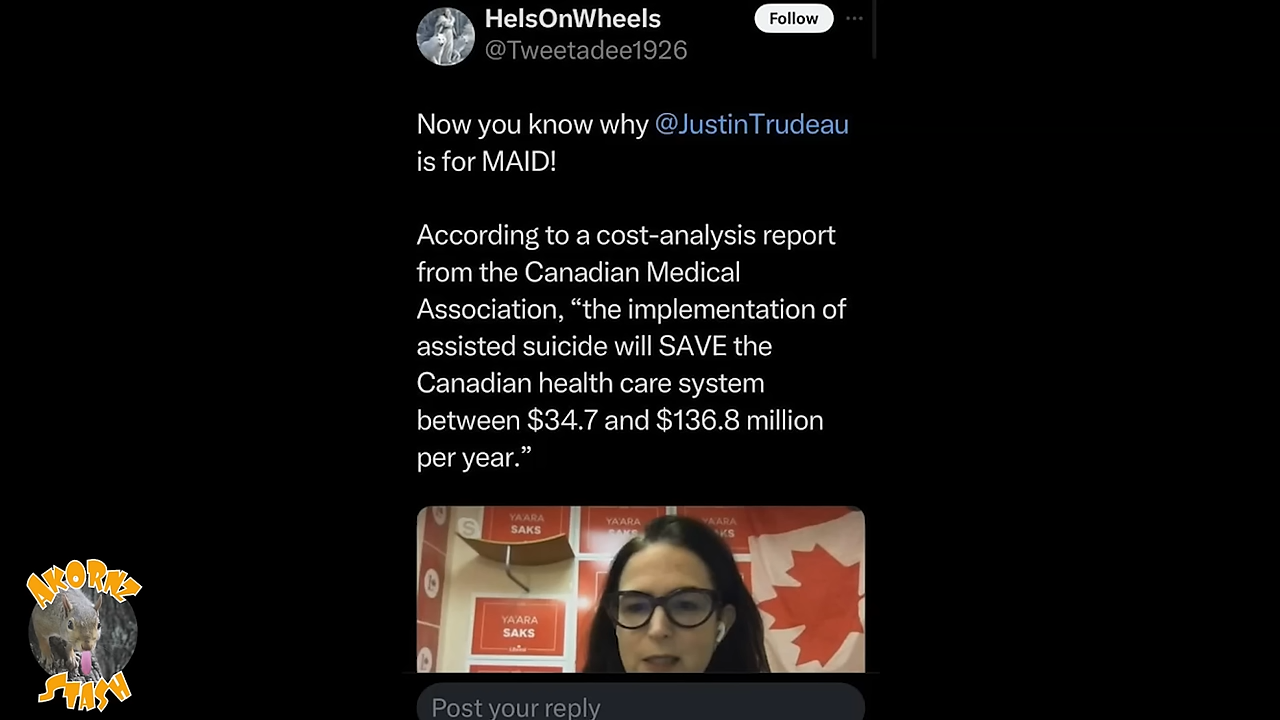 HelsOnWheels
Follow
@Tweetadee1926
Now you know why @JustinTrudeau
is for MAID!
According to a cost-analysis report
from the Canadian Medical
Association, “the implementation of
assisted suicide will SAVE the
Canadian health care system
between $34.7 and $136.8 million
per year.”
YA'ARA
SAKS
YA'ARA
SAKS
YA'ARA
SAKS
YA'ARA
SAKS
Liberal
Post your reply
AKORNZ
STASH